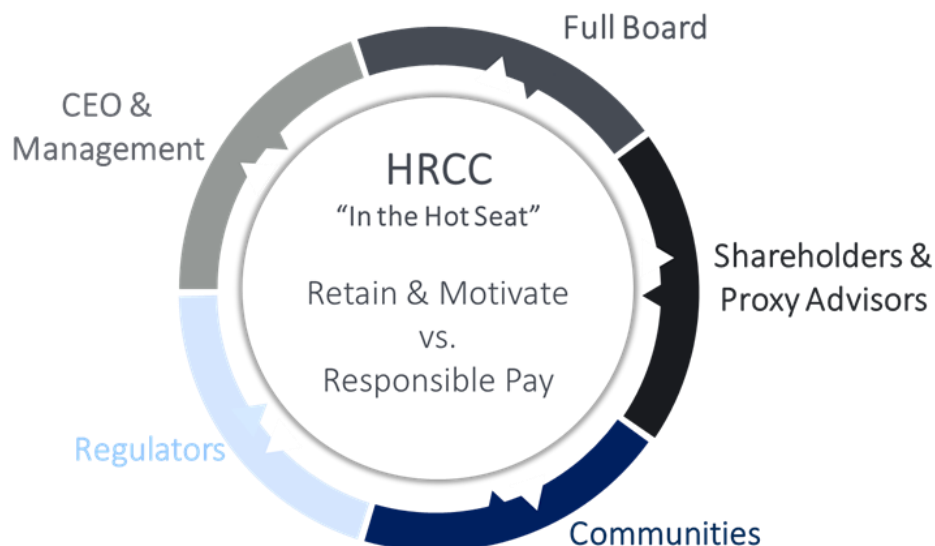 Full Board
CEO &
Management
HRCC
“In the Hot Seat”
Retain & Motivate
vs.
Responsible Pay
Shareholders &
Proxy Advisors
Regulators
Communities